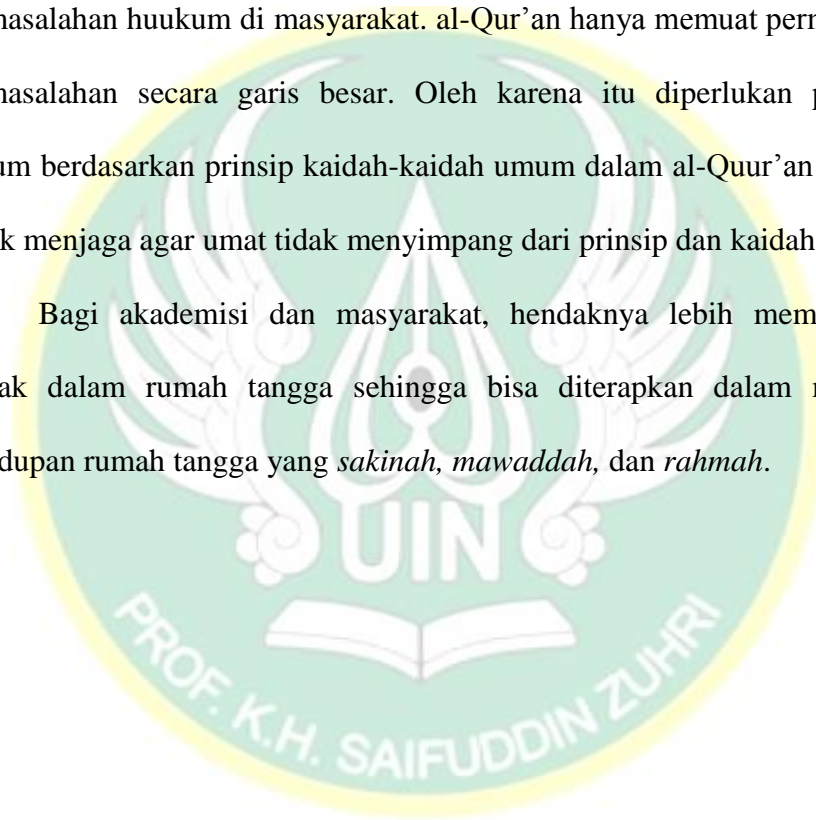 masalahan huukum di masyarakat. al-Qur’an hanya memuat
masalahan secara garis besar. Oleh karena itu diperlukan
um berdasarkan prinsip kaidah-kaidah umum dalam al-Quur’an
k menjaga agar umat tidak menyimpang dari prinsip dan kaidah
Bagi akademisi dan masyarakat, hendaknya lebih mem
ak dalam rumah tangga sehingga bisa diterapkan dalam
dupan rumah tangga yang sakinah, mawaddah, dan rahmah.
UIN
PROF. K.H. SAIFUDDIN ZUHRI